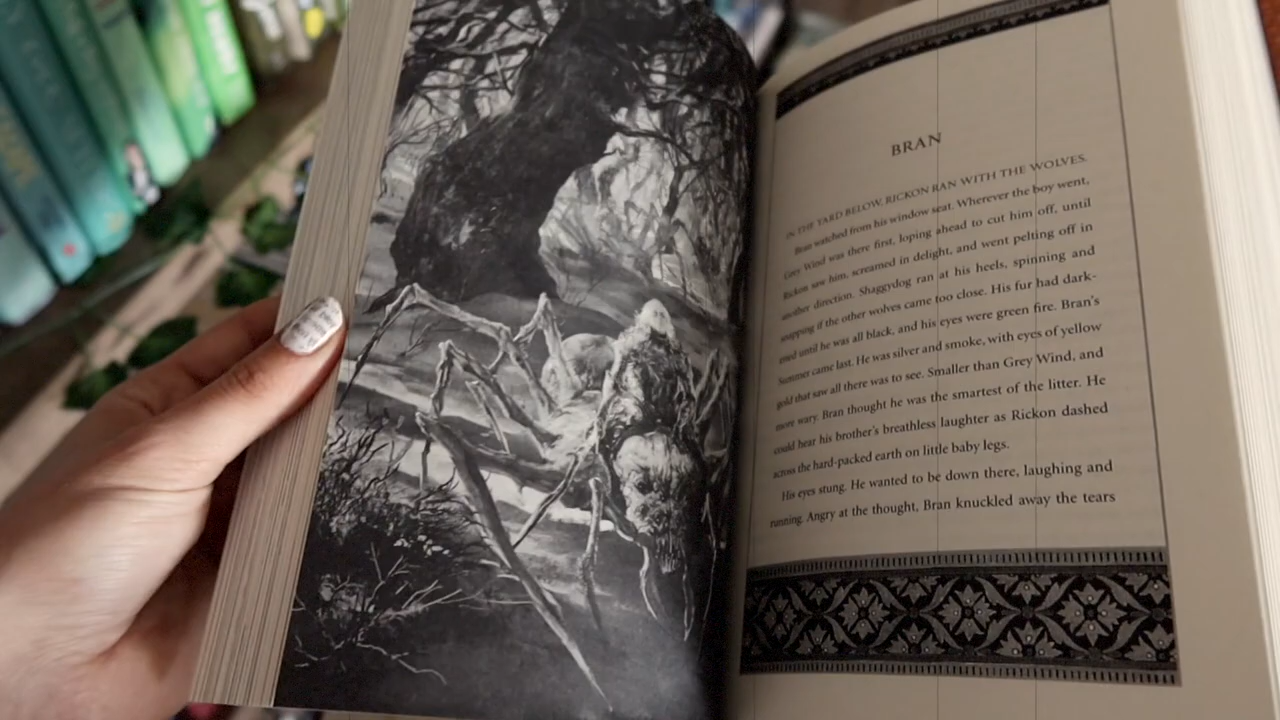 BRAN
IN THE YARD BELOW, RICKON RAN WITH THE WOLVES.
Bran watched from his window seat. Wherever the boy went,
Grey Wind was there first, loping ahead to cut him off, until
Rickon saw him, screamed in delight, and went pelting off in
another direction. Shaggydog ran at his heels, spinning and
snapping if the other wolves came too close. His fur had dark-
ened until he was all black, and his eyes were green fire. Bran's
Summer came last. He was silver and smoke, with eyes of yellow
gold that saw all there was to see. Smaller than Grey Wind, and
more wary. Bran thought he was the smartest of the litter. He
could hear his brother's breathless laughter as Rickon dashed
across the hard-packed earth on little baby legs.
His eyes stung. He wanted to be down there, laughing and
running. Angry at the thought, Bran knuckled away the tears